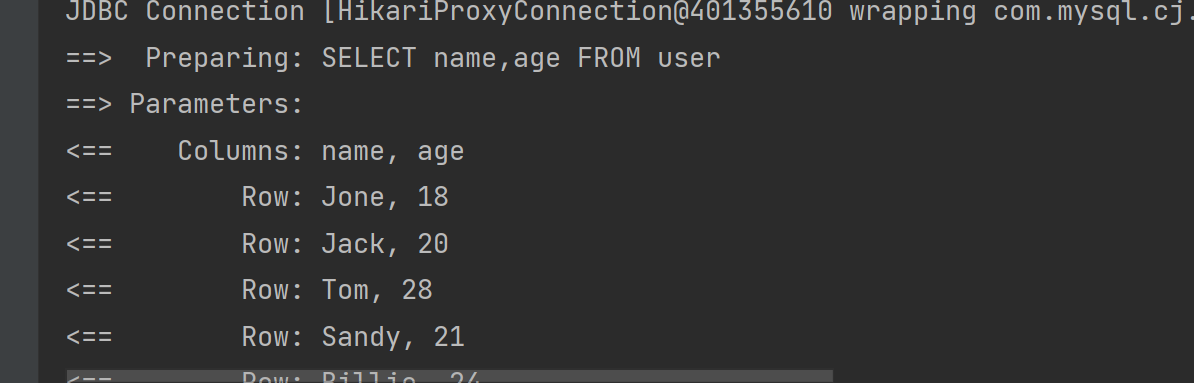 JDBC Connection [HikariProxyConnection@401355610 wrapping com.mysql.cj.
==>  Preparing: SELECT name,age FROM user
==> Parameters:
<==    Columns: name, age
<==        Row: Jone, 18
<==        Row: Jack, 20
<==        Row: Tom, 28
<==        Row: Sandy, 21
<==        Row: Billie, 24